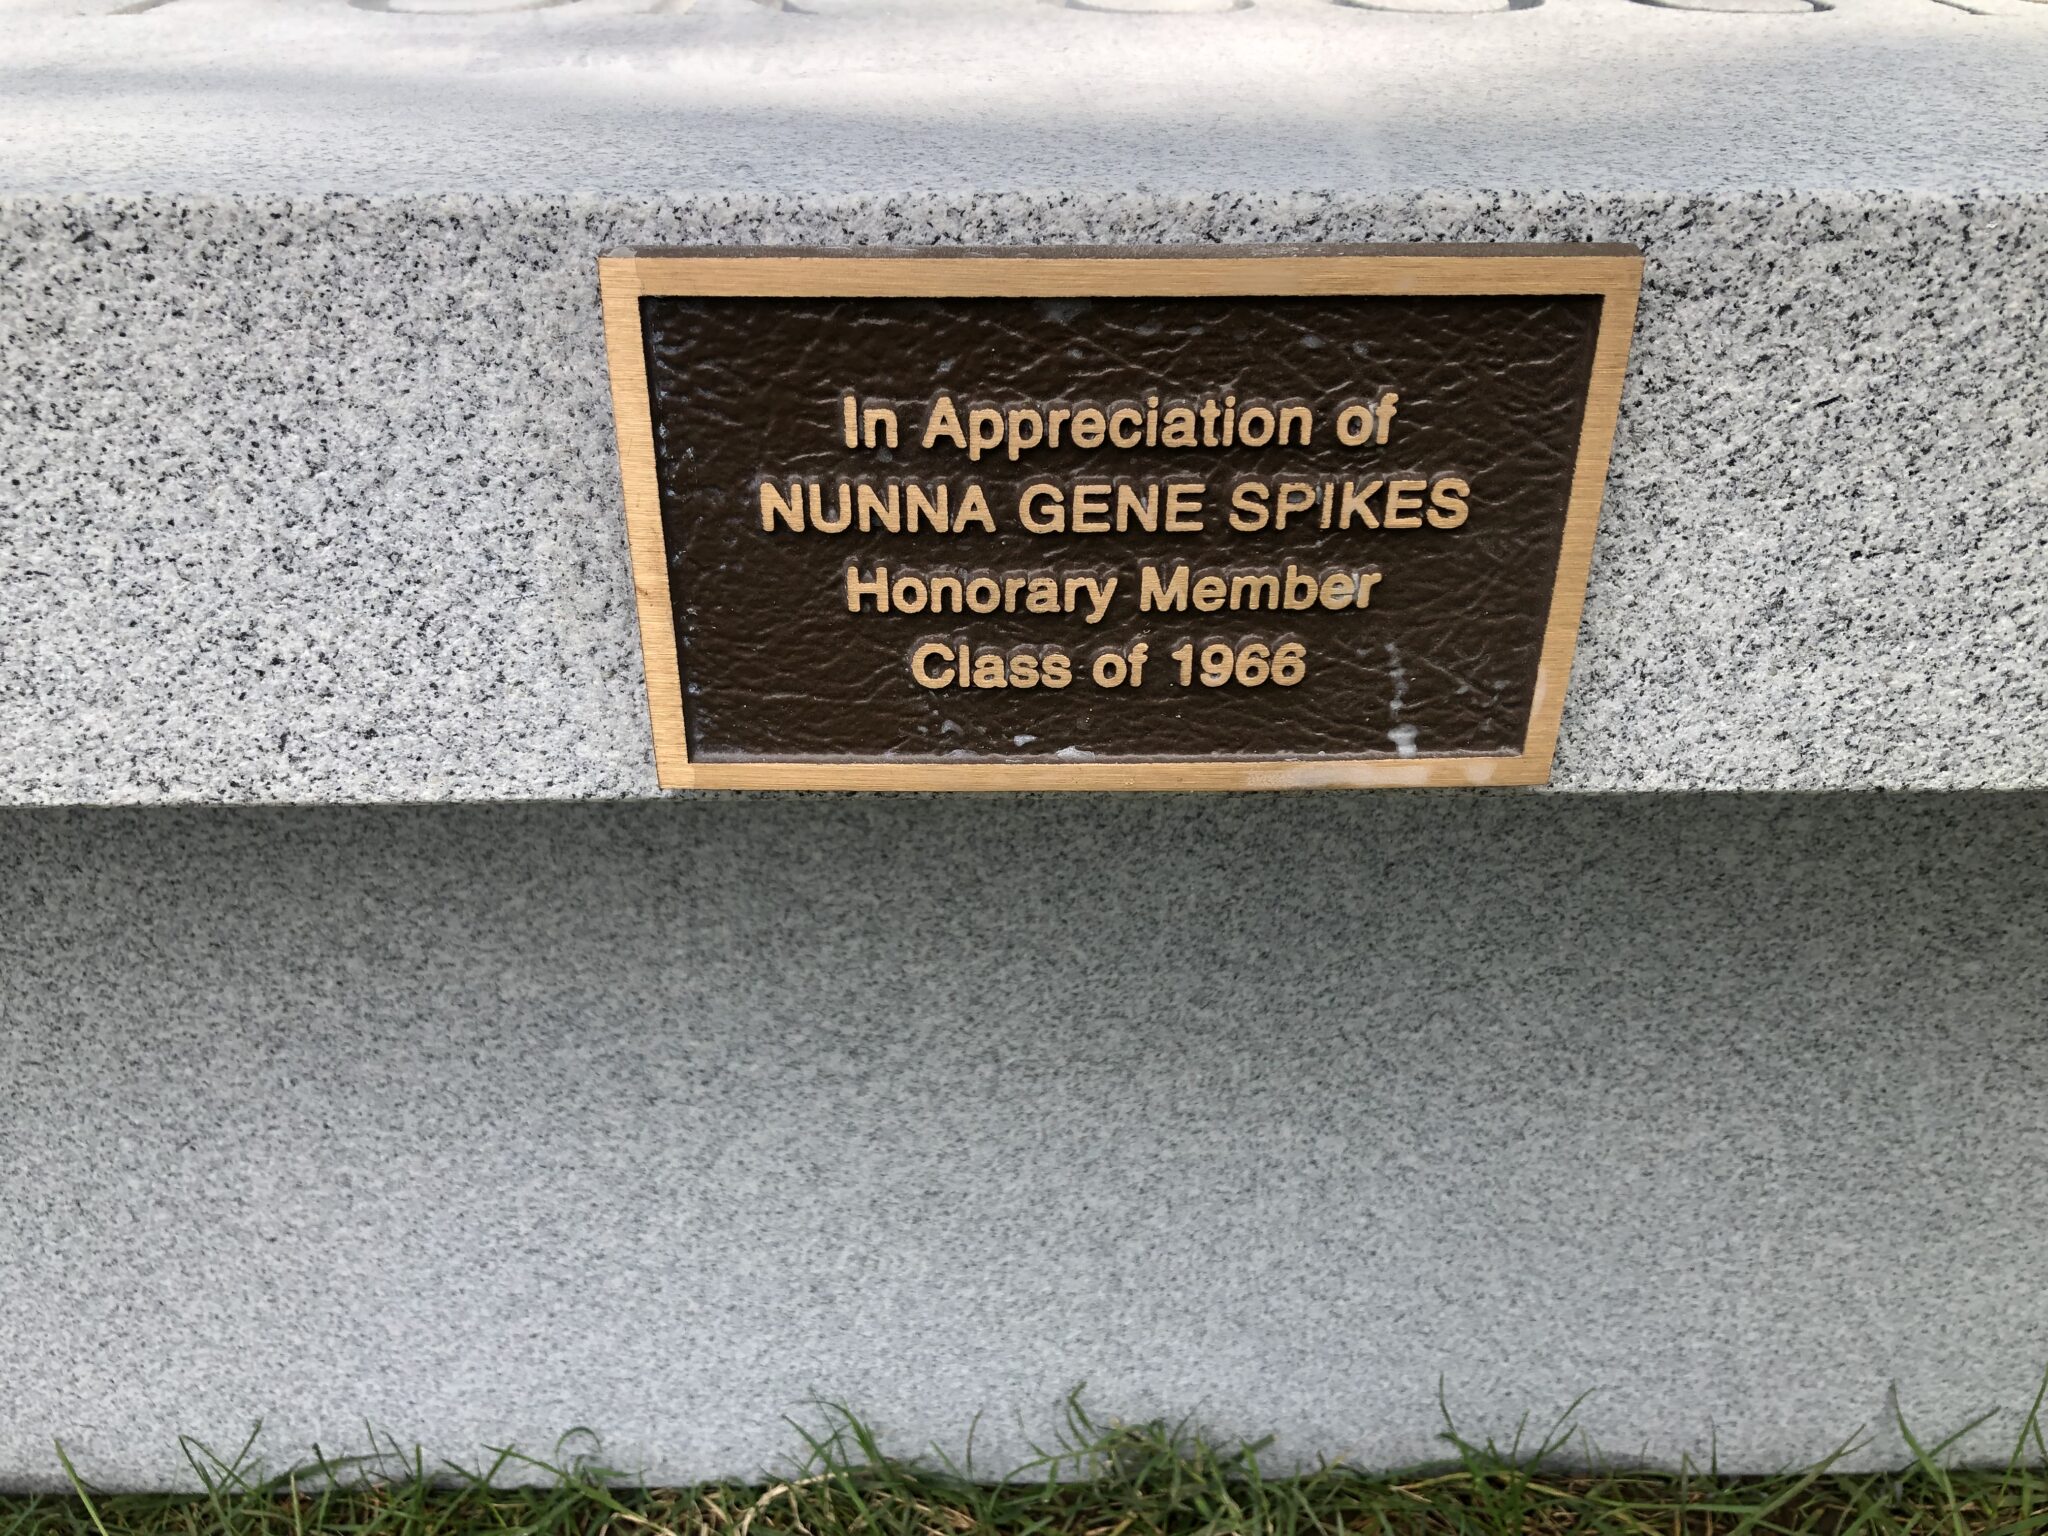 In Appreciation of
NUNNA GENE SPIKES
Honorary Member
Class of 1966